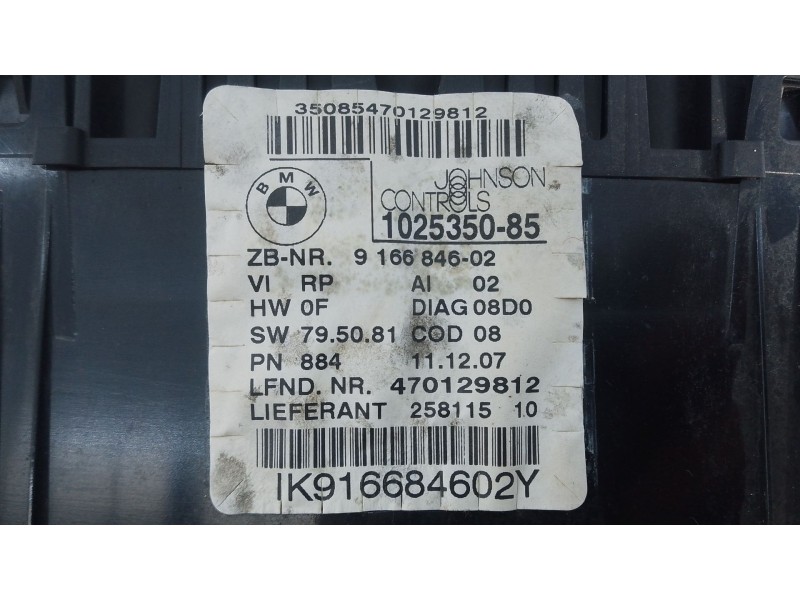 35085470129812
BMW
JOHNSON
CONTROLS
1025350-85
ZB-NR. 9 166 846-02
VI RP AI 02
HW 0F DIAG 08D0
SW 79.50.81 COD 08
PN 884 11.12.07
LFND. NR. 470129812
LIEFERANT 258115 10
IK916684602Y